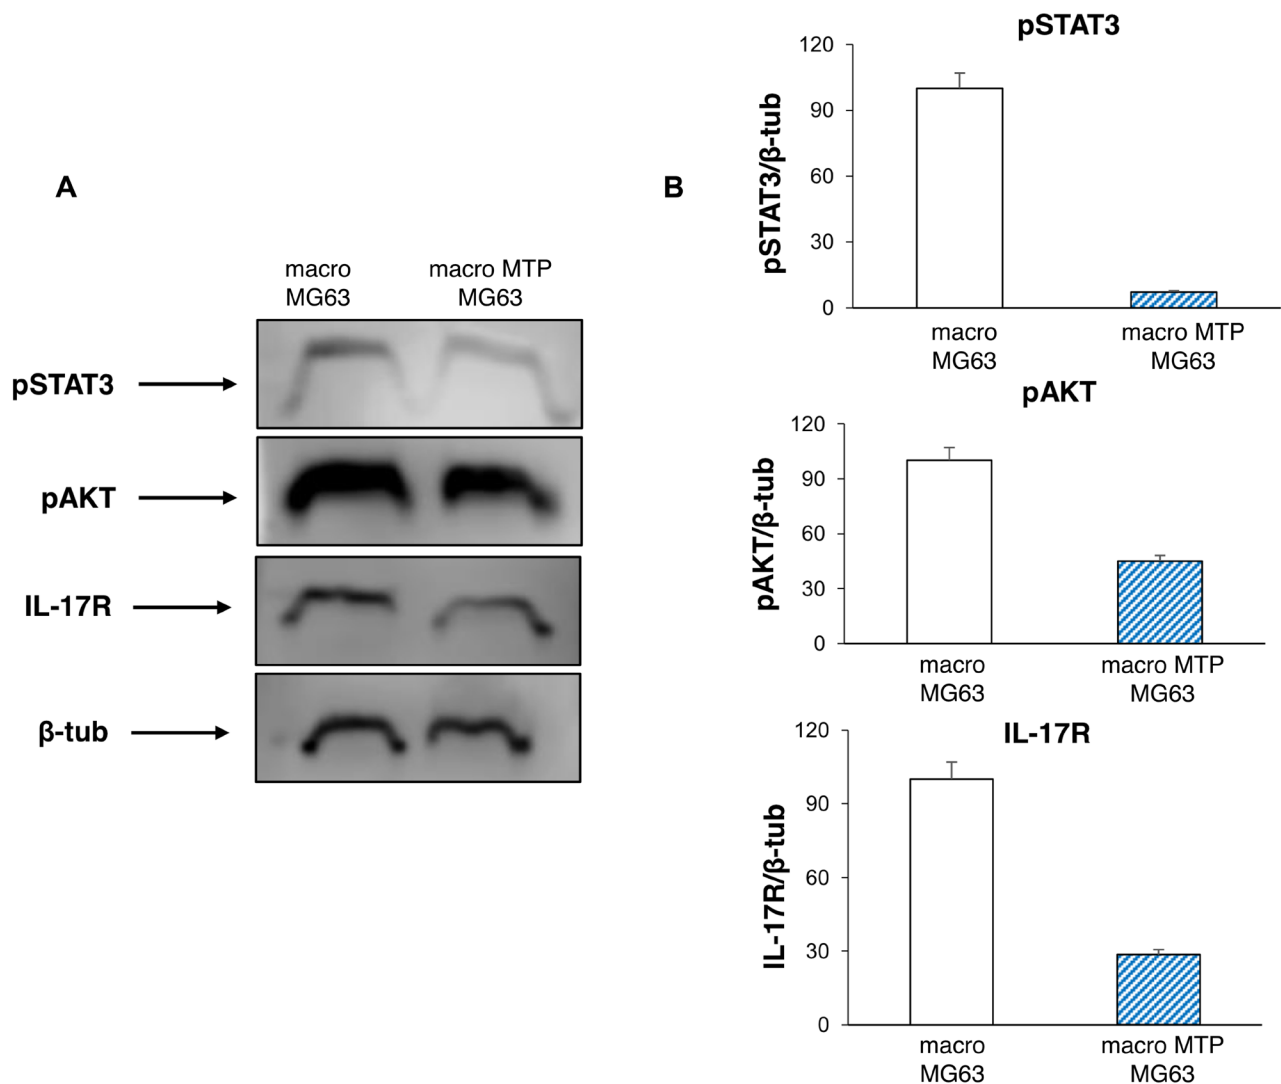 A
macro
MG63
macro MTP
MG63
pSTAT3
pAKT
IL-17R
β-tub
B
pSTAT3
pSTAT3/β-tub
120
90
60
30
0
macro
MG63
macro MTP
MG63
pAKT
pAKT/β-tub
120
90
60
30
0
macro
MG63
macro MTP
MG63
IL-17R
IL-17R/β-tub
120
90
60
30
0
macro
MG63
macro MTP
MG63